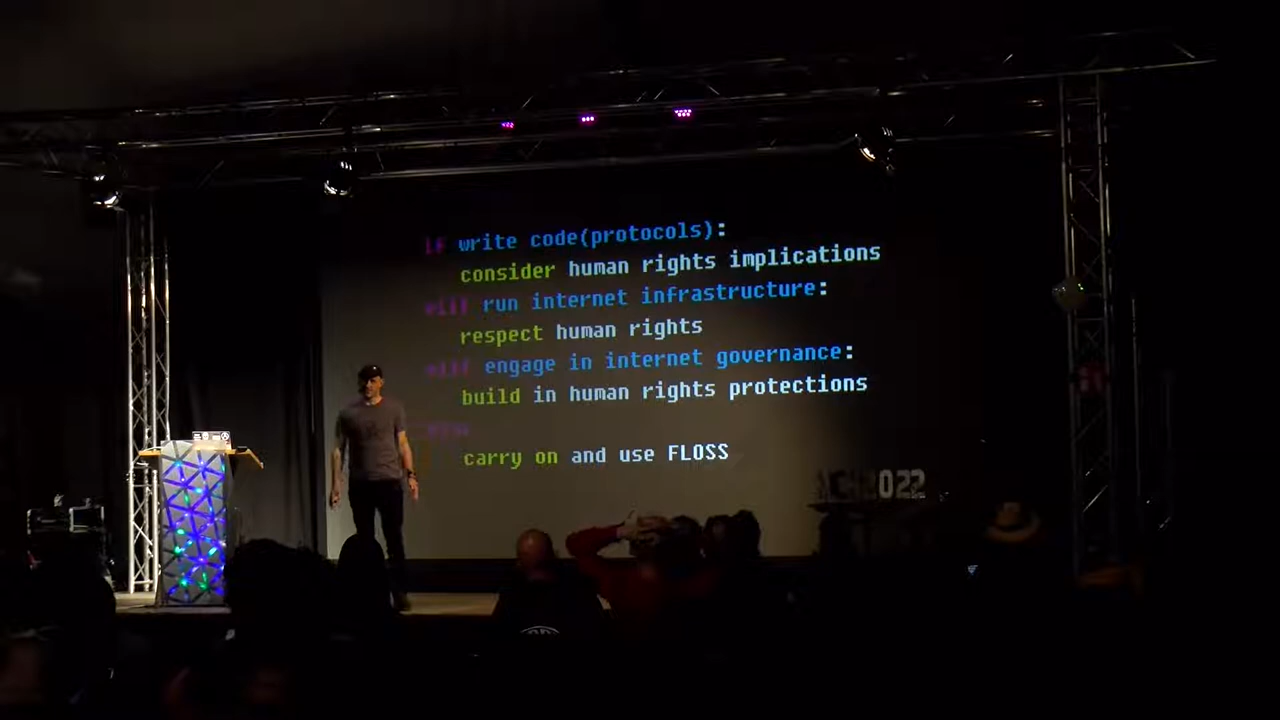 if write code(protocols):
consider human rights implications
elif run internet infrastructure:
respect human rights
elif engage in internet governance:
build in human rights protections
carry on and use FLOSS
2022